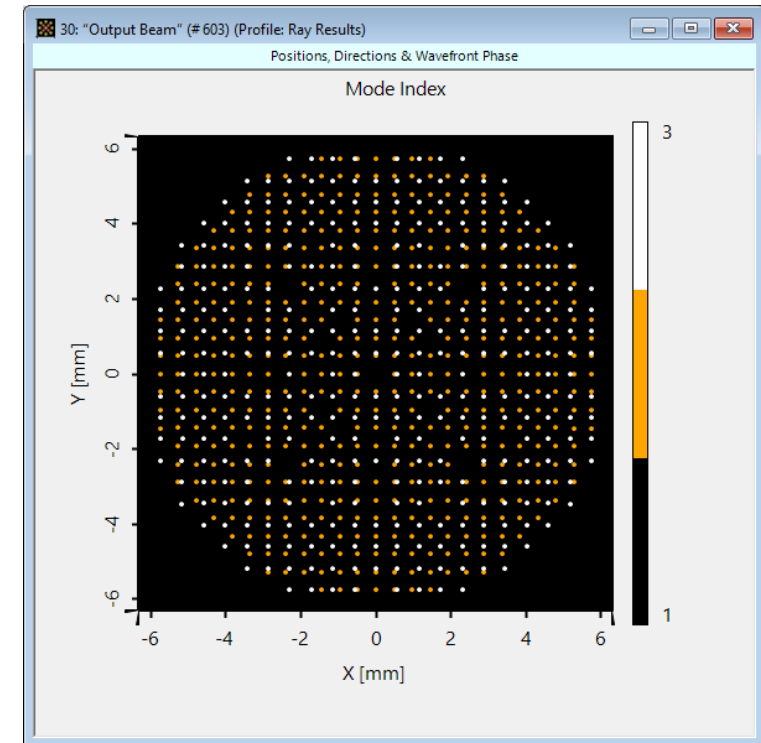 30: "Output Beam" (# 603) (Profile: Ray Results)
Positions, Directions & Wavefront Phase
Mode Index
3
1
6
4
2
0
-2
-4
-6
Y [mm]
-6 -4 -2 0 2 4 6
X [mm]